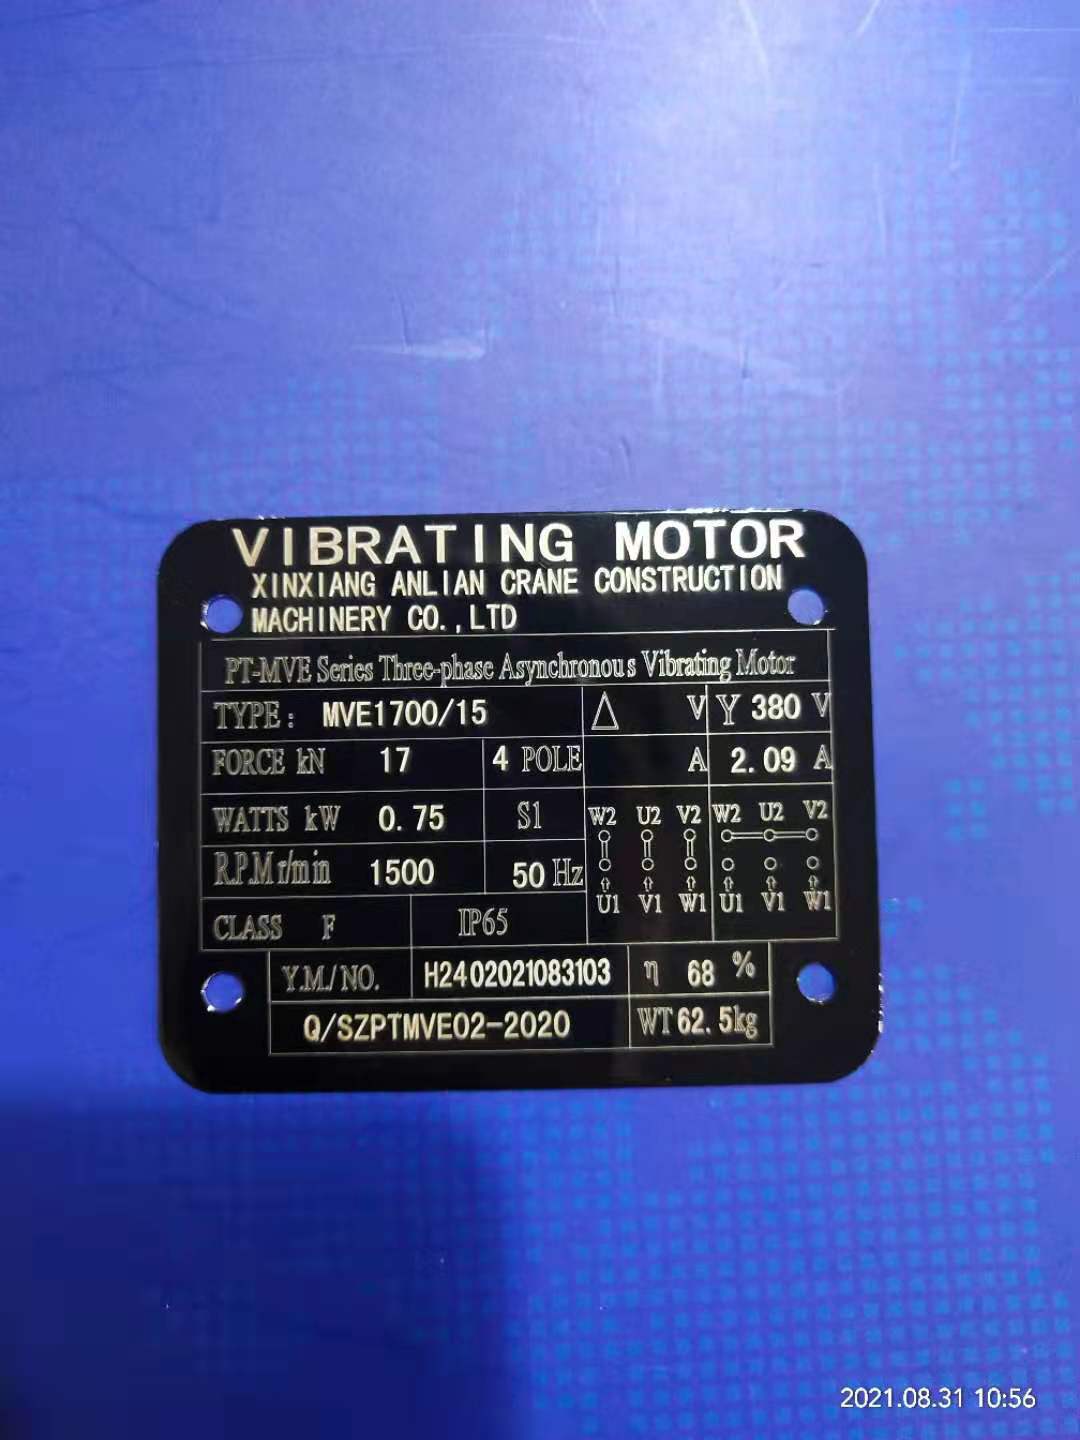 VIBRATING MOTOR
XINXIANG ANLIAN CRANE CONSTRUCTION
MACHINERY CO.,LTD
PT-MVE Series Three-phase Asynchronous Vibrating Motor
TYPE: MVE1700/15 △ V Y 380 V
FORCE kN 17 4 POLE A 2.09 A
WATTS kW 0.75 S1 W2 U2 V2 W2 U2 V2
R.P.M r/min 1500 50 Hz
U1 V1 W1 U1 V1 W1
CLASS F IP65
Y.M./NO. H2402021083103 η 68 %
Q/SZPTMVE02-2020 WT 62.5kg
2021.08.31 10:56